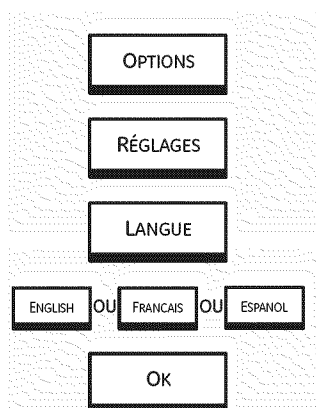 OPTIONS
RÉGLAGES
LANGUE
ENGLISH OU FRANCAIS OU ESPANOL
OK